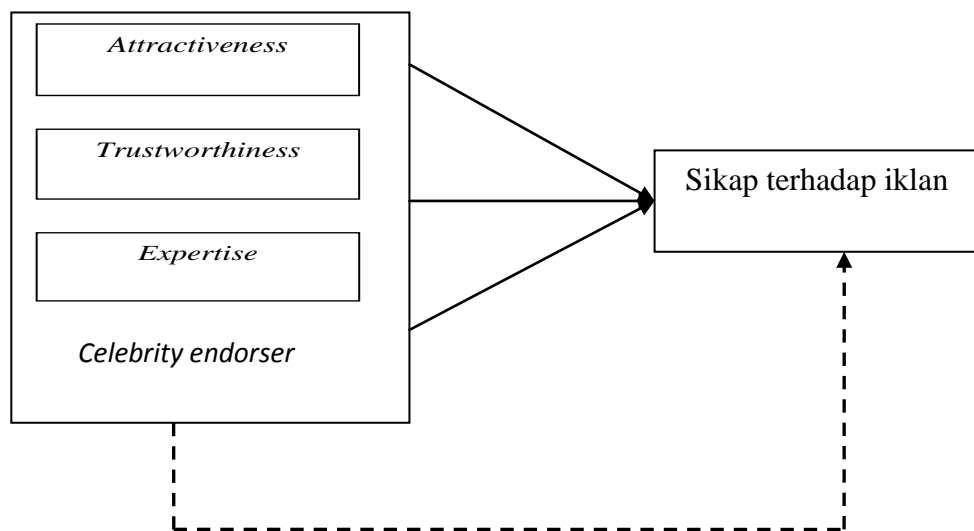 Attractiveness
Trustworthiness
Sikap terhadap iklan
Expertise
Celebrity endorser